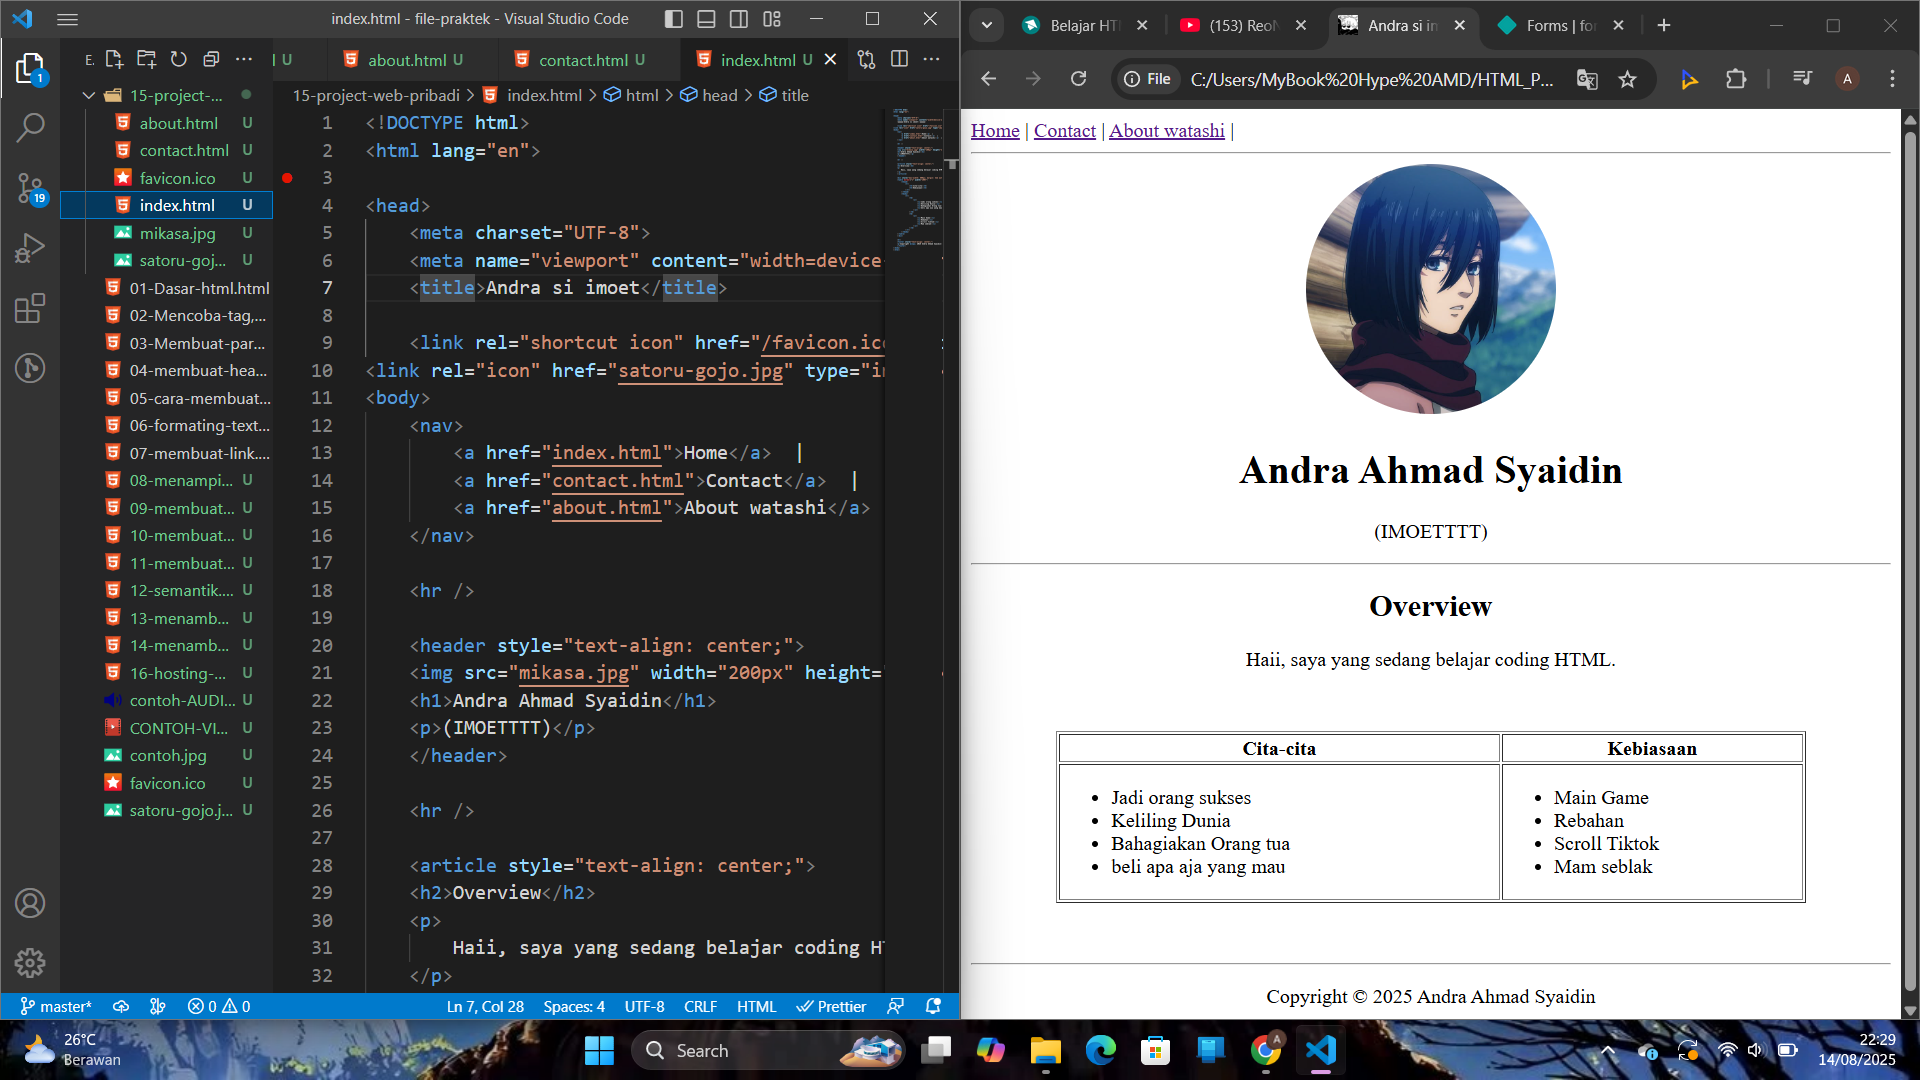 index.html - file-praktek - Visual Studio Code
E.
U
about.html U
contact.html U
index.html U
15-project-...
15-project-web-pribadi > index.html > html > head > title
about.html U
contact.html U
favicon.ico U
index.html U
mikasa.jpg U
satoru-goj... U
01-Dasar-html.html
02-Mencoba-tag,...
03-Membuat-par...
04-membuat-hea...
05-cara-membuat...
06-formating-text...
07-membuat-link....
08-menampi... U
09-membuat... U
10-membuat... U
11-membuat... U
12-semantik.... U
13-menamb... U
14-menamb... U
16-hosting-... U
contoh-AUDI... U
CONTOH-VI... U
contoh.jpg U
favicon.ico U
satoru-gojo.j... U
1
19
1 <!DOCTYPE html>
2 <html lang="en">
3
4 <head>
5 <meta charset="UTF-8">
6 <meta name="viewport" content="width=device-
7 <title>Andra si imoet</title>
8
9 <link rel="shortcut icon" href="/favicon.ic
10 <link rel="icon" href="satoru-gojo.jpg" type="i
11 <body>
12 <nav>
13 <a href="index.html">Home</a> |
14 <a href="contact.html">Contact</a> |
15 <a href="about.html">About watashi</a>
16 </nav>
17
18 <hr />
19
20 <header style="text-align: center;">
21 <img src="mikasa.jpg" width="200px" height="
22 <h1>Andra Ahmad Syaidin</h1>
23 <p>(IMOETTTT)</p>
24 </header>
25
26 <hr />
27
28 <article style="text-align: center;">
29 <h2>Overview</h2>
30 <p>
31 Haii, saya yang sedang belajar coding H
32 </p>
master* 0 0 Ln 7, Col 28 Spaces: 4 UTF-8 CRLF HTML Prettier
Belajar HT
(153) ReoN
Andra si im
Forms | for
File C:/Users/MyBook%20Hype%20AMD/HTML_P... A
Home | Contact | About watashi |
Andra Ahmad Syaidin
(IMOETTTT)
Overview
Haii, saya yang sedang belajar coding HTML.
Cita-cita Kebiasaan
Jadi orang sukses
Keliling Dunia
Bahagiakan Orang tua
beli apa aja yang mau
Main Game
Rebahan
Scroll Tiktok
Mam seblak
Copyright © 2025 Andra Ahmad Syaidin
26°C
Berawan
Search
A
22:29
14/08/2025